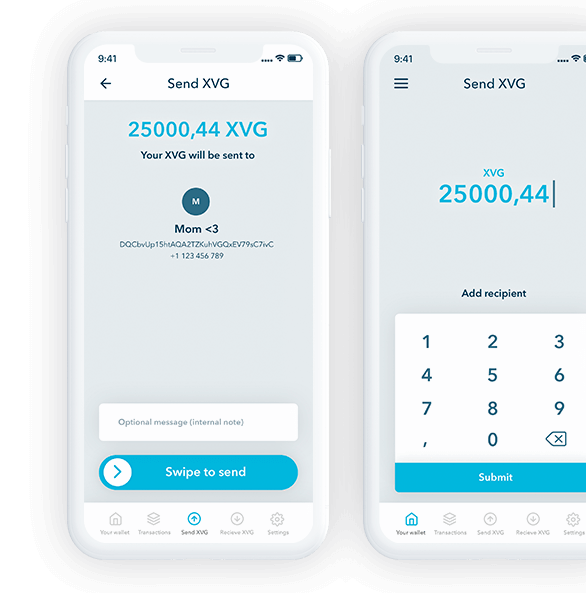 9:41
Send XVG
25000,44 XVG
Your XVG will be sent to
M
Mom <3
DQCbvUp15htAQA2TZKuhVGQxEV79sC7ivC
+1 123 456 789
Optional message (internal note)
Swipe to send
Your wallet Transactions Send XVG Recieve XVG Settings
9:41
Send XVG
XVG
25000,44
Add recipient
1 2 3
4 5 6
7 8 9
, 0
Submit
Your wallet Transactions Send XVG Recieve XVG Settings